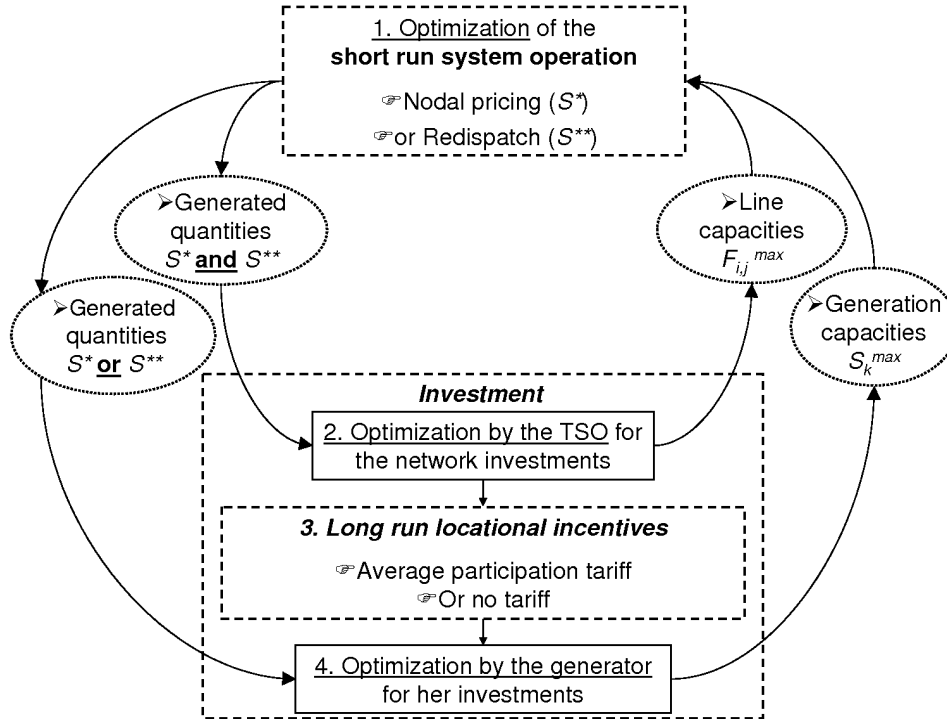 1. Optimization of the
short run system operation
☞Nodal pricing (S*)
☞or Redispatch (S**)
➢Generated
quantities
S* and S**
➢Line
capacities
F i,j max
➢Generated
quantities
S* or S**
➢Generation
capacities
S k max
Investment
2. Optimization by the TSO for
the network investments
3. Long run locational incentives
☞Average participation tariff
☞Or no tariff
4. Optimization by the generator
for her investments